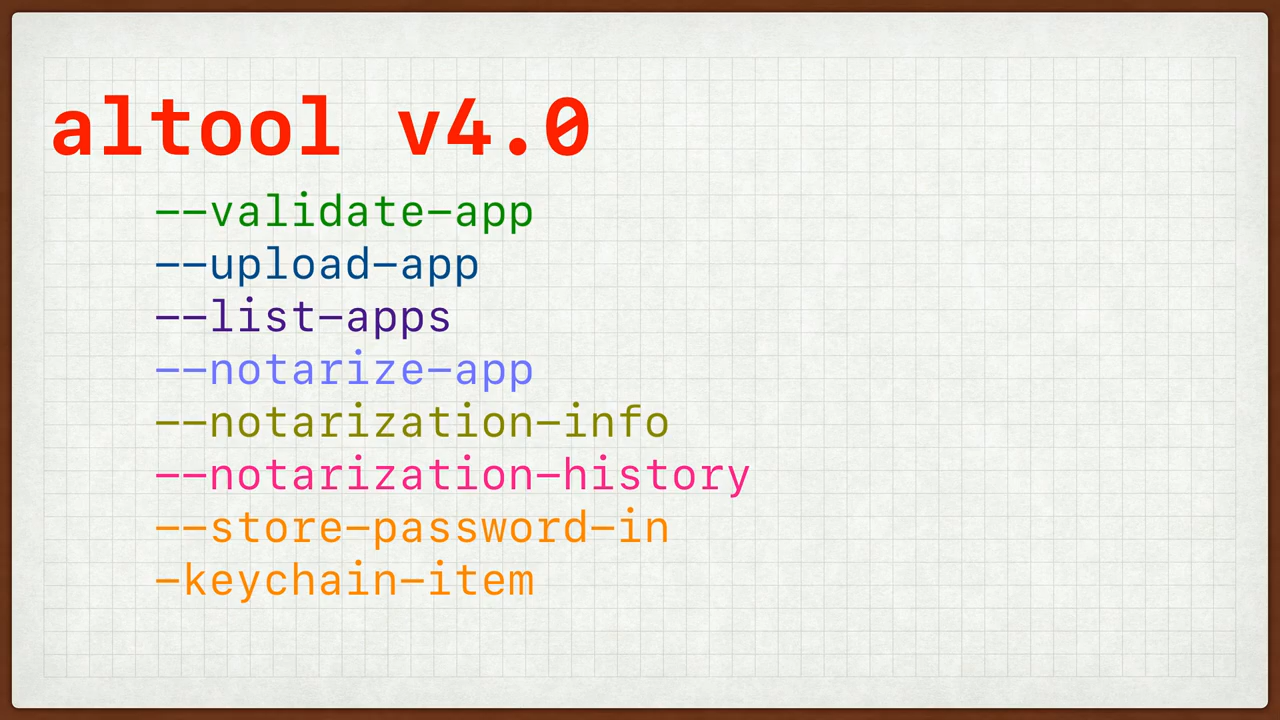 altool v4.0
--validate-app
--upload-app
--list-apps
--notarize-app
--notarization-info
--notarization-history
--store-password-in
-keychain-item